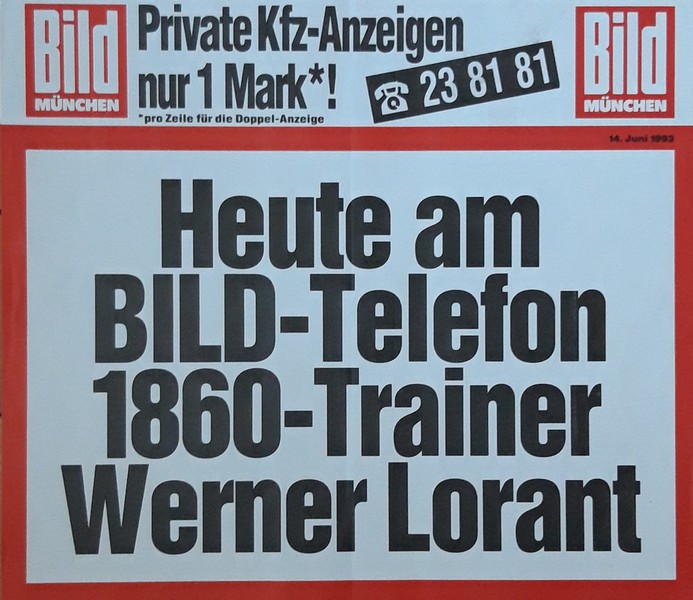 Bild
MÜNCHEN
Private Kfz-Anzeigen
nur 1 Mark*!
*pro Zeile für die Doppel-Anzeige
☎ 23 81 81
Bild
MÜNCHEN
14. Juni 1993
Heute am
BILD-Telefon
1860-Trainer
Werner Lorant